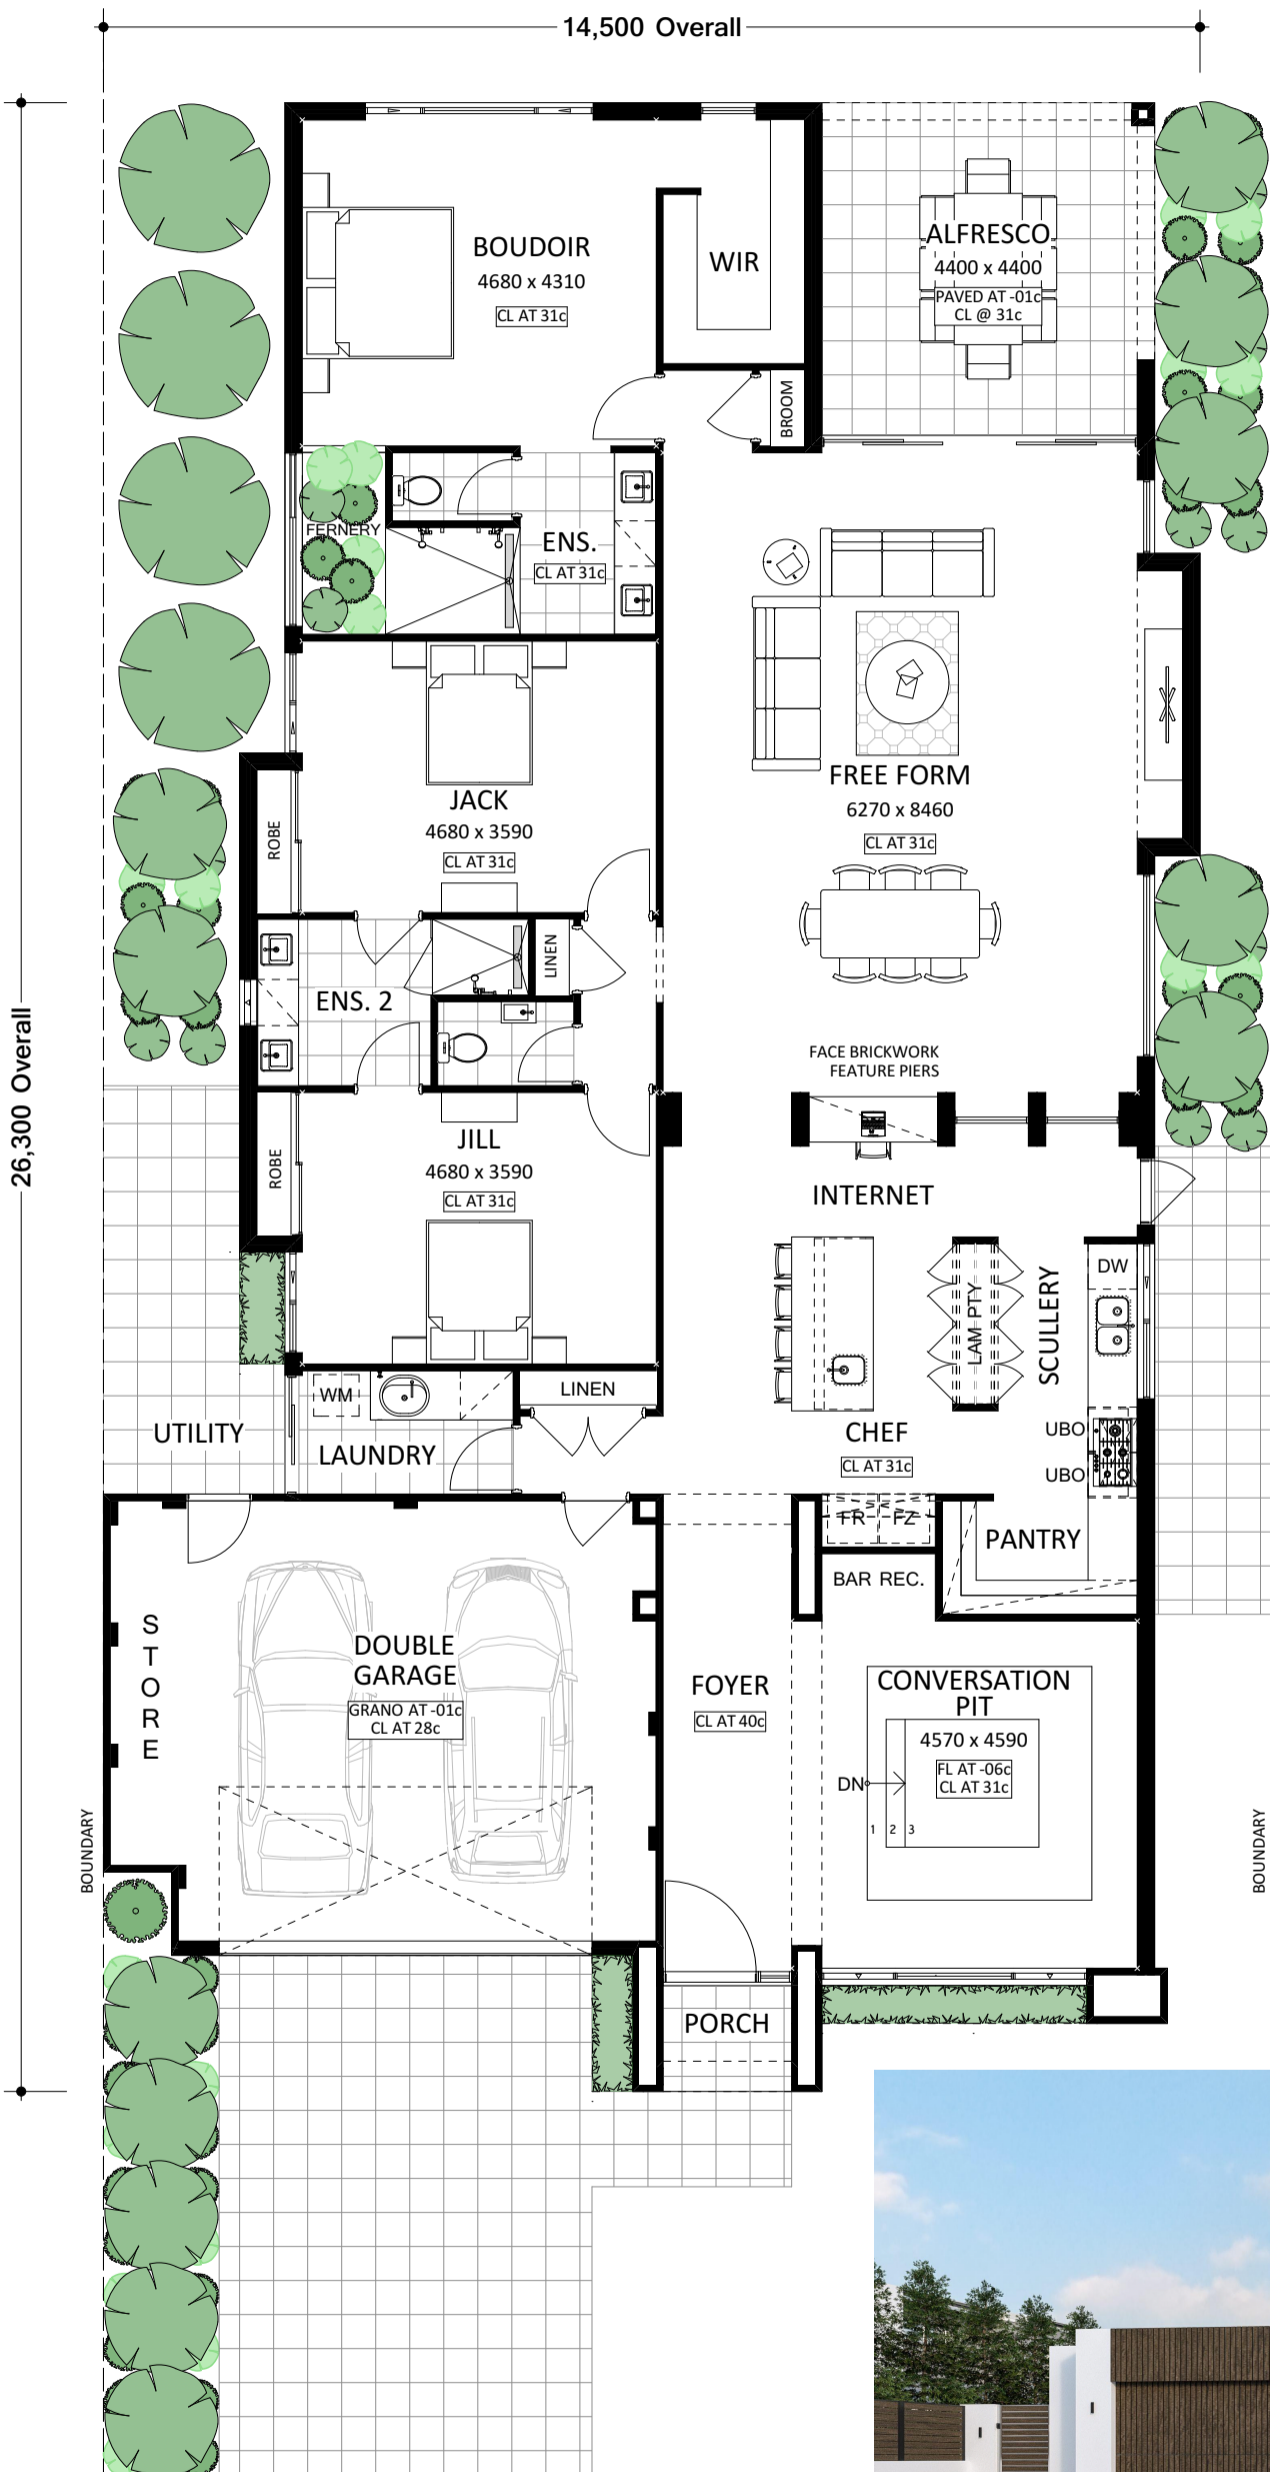 14,500 Overall
26,300 Overall
BOUDOIR
4680 x 4310
CL AT 31c
WIR
ALFRESCO
4400 x 4400
PAVED AT -01c
CL @ 31c
BROOM
FERNERY
ENS.
CL AT 31c
JACK
4680 x 3590
CL AT 31c
ROBE
FREE FORM
6270 x 8460
CL AT 31c
LINEN
ENS. 2
FACE BRICKWORK
FEATURE PIERS
JILL
4680 x 3590
CL AT 31c
ROBE
INTERNET
DW
LAM PTY
SCULLERY
WM
LINEN
UTILITY
LAUNDRY
CHEF
CL AT 31c
UBO
UBO
FR
FZ
PANTRY
BAR REC.
STORE
DOUBLE
GARAGE
GRANO AT -01c
CL AT 28c
FOYER
CL AT 40c
CONVERSATION
PIT
4570 x 4590
FL AT -06c
CL AT 31c
DN
1 2 3
BOUNDARY
BOUNDARY
PORCH